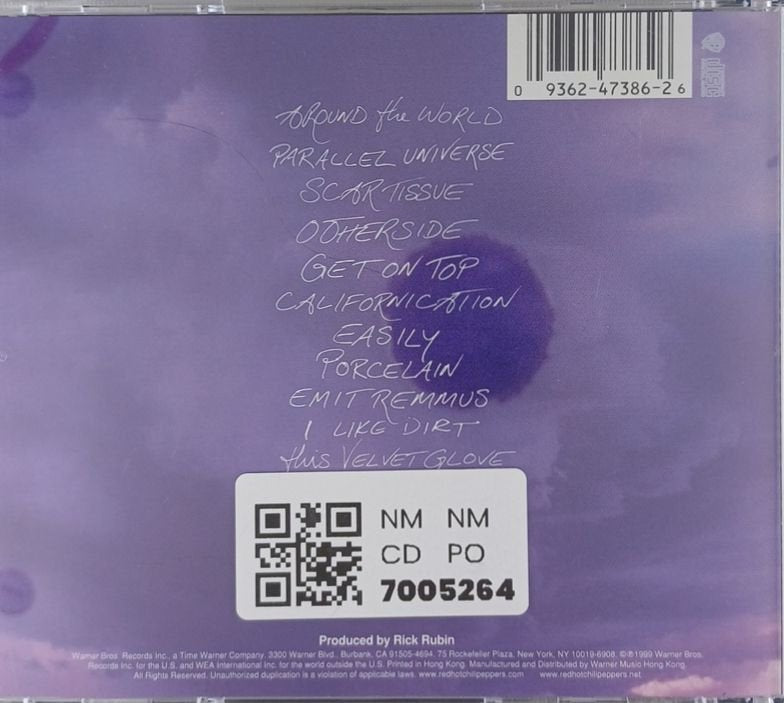 0 9362-47386-2 6
disc
AROUND the WORLD
PARALLEL UNIVERSE
SCAR TISSUE
OTHERSIDE
GET ON TOP
CALIFORNICATION
EASILY
PORCELAIN
EMIT REMMUS
I LIKE DIRT
this VELVET GLOVE
NM NM
CD PO
7005264
Produced by Rick Rubin
Warner Bros. Records Inc., a Time Warner Company. 3300 Warner Blvd., Burbank, CA 91505-4694. 75 Rockefeller Plaza, New York, NY 10019-6908. ©℗1999 Warner Bros.
Records Inc. for the U.S. and WEA International Inc. for the world outside the U.S. Printed in Hong Kong. Manufactured and Distributed by Warner Music Hong Kong.
All Rights Reserved. Unauthorized duplication is a violation of applicable laws. www.redhotchilipeppers.com www.redhotchilipeppers.net